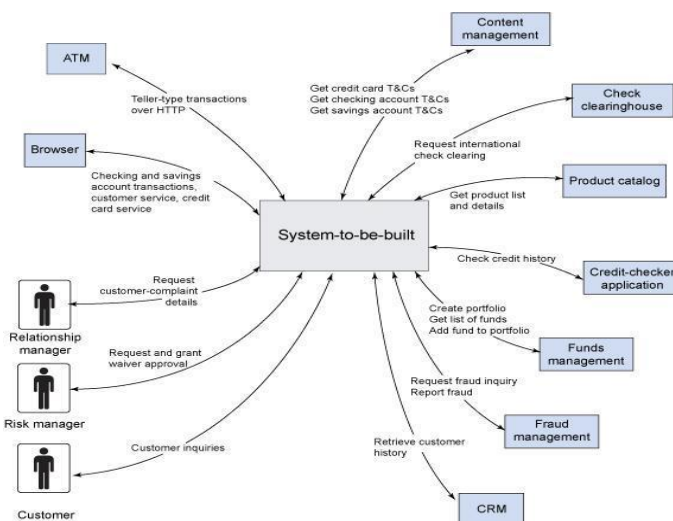 Content
management
ATM
Teller-type transactions
over HTTP
Get credit card T&Cs
Get checking account T&Cs
Get savings account T&Cs
Check
clearinghouse
Browser
Request international
check clearing
Checking and savings
account transactions,
customer service, credit
card service
Product catalog
Get product list
and details
System-to-be-built
Check credit history
Credit-checker
application
Request
customer-complaint
details
Relationship
manager
Create portfolio
Get list of funds
Add fund to portfolio
Funds
management
Request and grant
waiver approval
Risk manager
Request fraud inquiry
Report fraud
Fraud
management
Customer inquiries
Retrieve customer
history
Customer
CRM